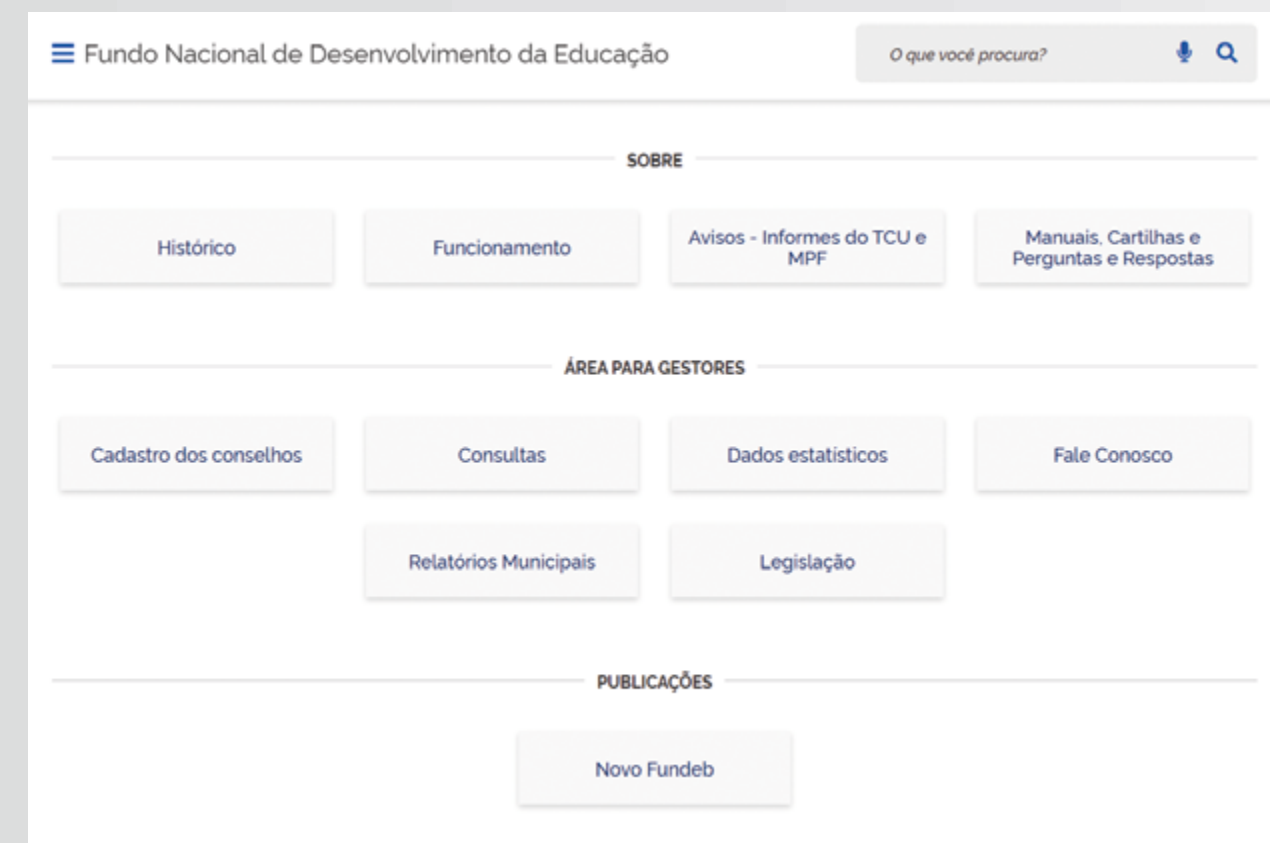 Fundo Nacional de Desenvolvimento da Educação
O que você procura?
SOBRE
Histórico
Funcionamento
Avisos - Informes do TCU e
MPF
Manuais, Cartilhas e
Perguntas e Respostas
ÁREA PARA GESTORES
Cadastro dos conselhos
Consultas
Dados estatísticos
Fale Conosco
Relatórios Municipais
Legislação
PUBLICAÇÕES
Novo Fundeb